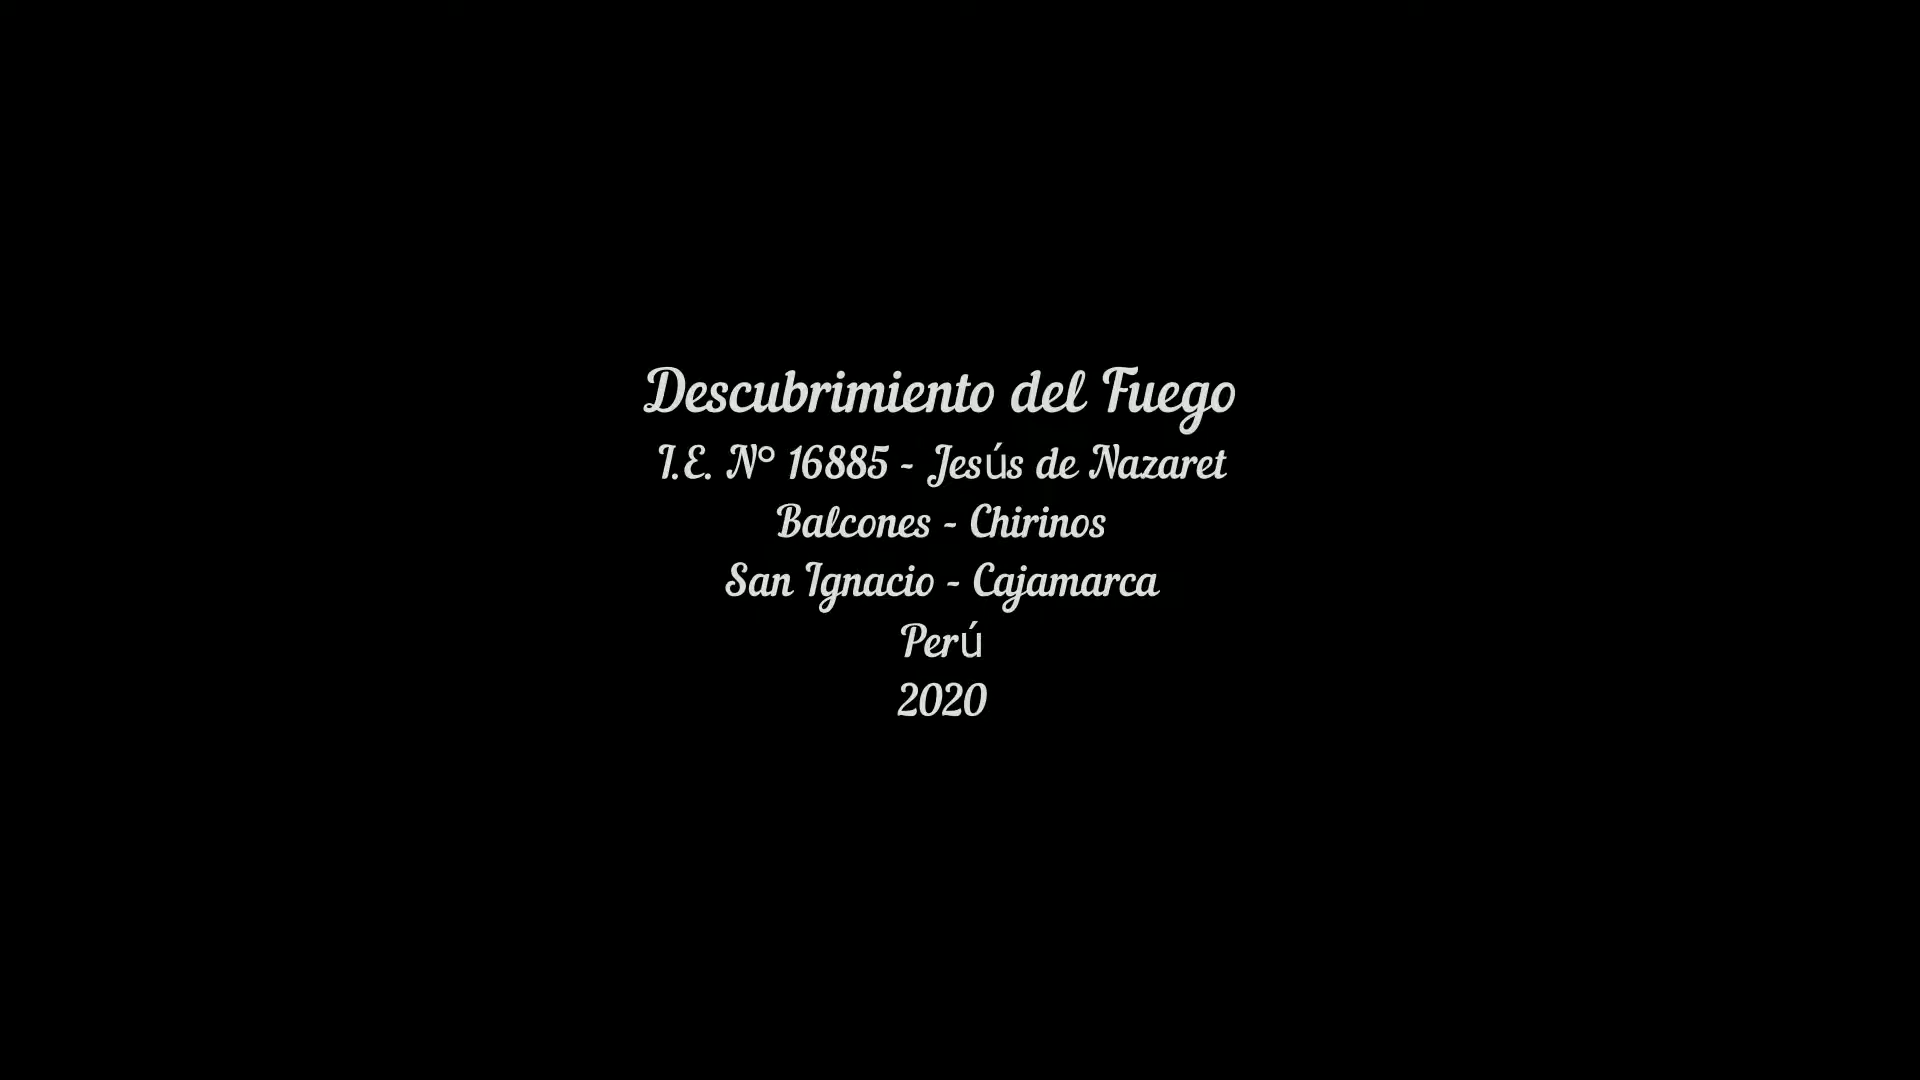 Descubrimiento del Fuego
I.E. N° 16885 - Jesús de Nazaret
Balcones - Chirinos
San Ignacio - Cajamarca
Perú
2020